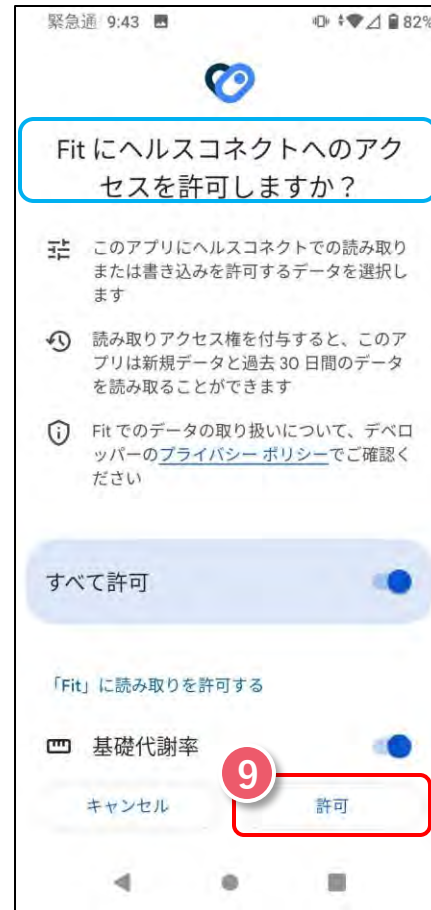 緊急通 9:43 82%
Fit にヘルスコネクトへのアク
セスを許可しますか？
このアプリにヘルスコネクトでの読み取り
または書き込みを許可するデータを選択し
ます
読み取りアクセス権を付与すると、このア
プリは新規データと過去 30 日間のデータ
を読み取ることができます
Fit でのデータの取り扱いについて、デベロ
ッパーのプライバシー ポリシーでご確認く
ださい
すべて許可
「Fit」に読み取りを許可する
基礎代謝率
9
キャンセル 許可